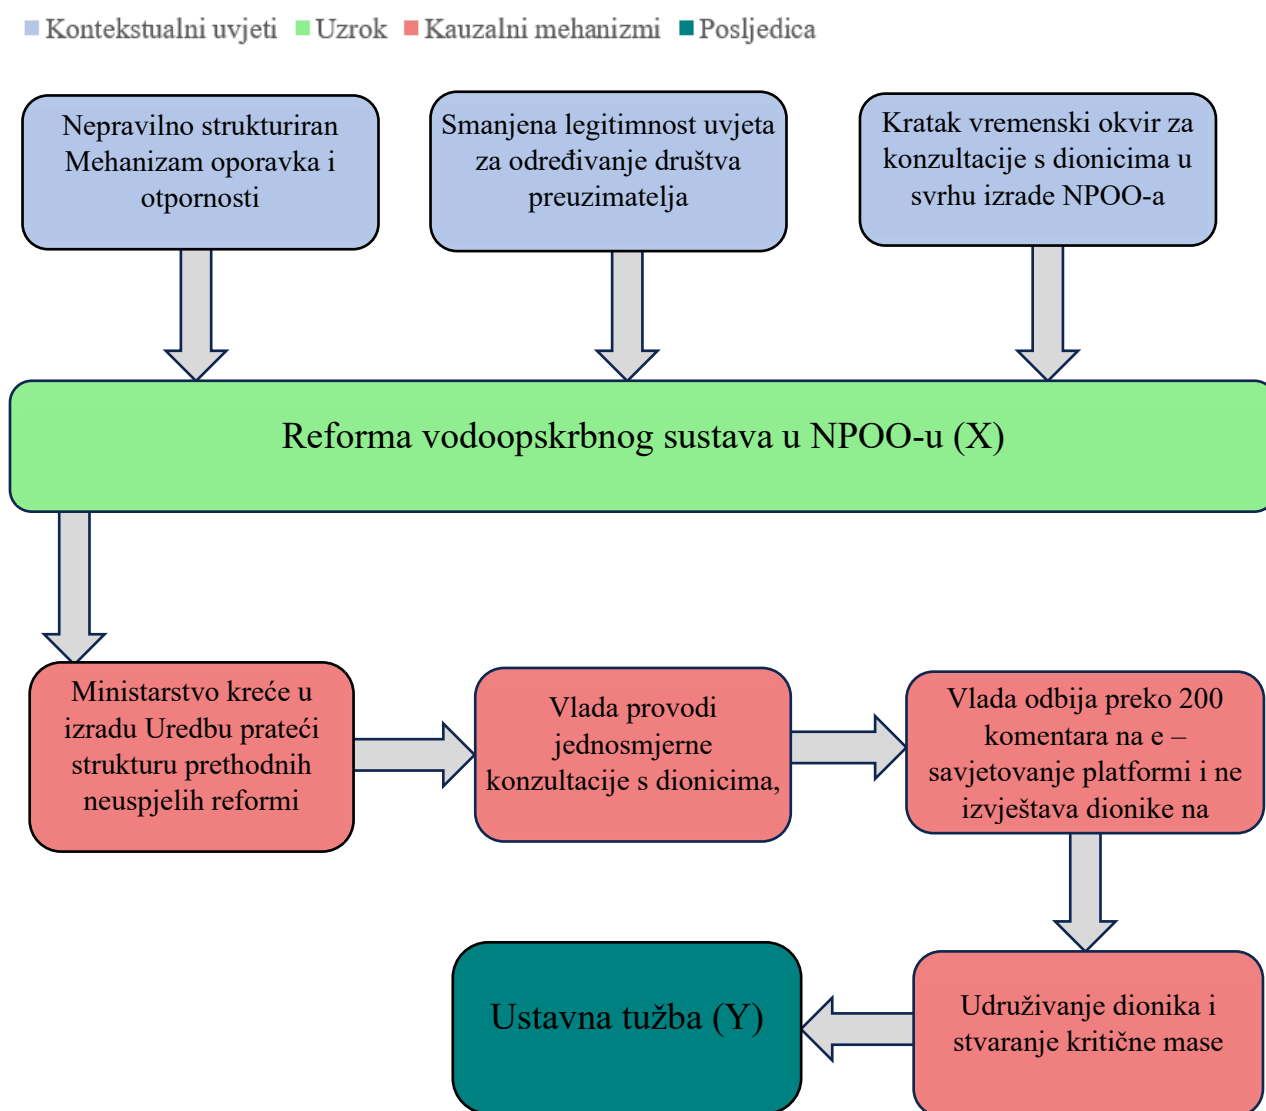 Kontekstualni uvjeti Uzrok Kauzalni mehanizmi Posljedica
Nepravilno strukturiran
Mehanizam oporavka i
otpornosti
Smanjena legitimnost uvjeta
za određivanje društva
preuzimatelja
Kratak vremenski okvir za
konzultacije s dionicima u
svrhu izrade NPOO-a
Reforma vodoopskrbnog sustava u NPOO-u (X)
Ministarstvo kreće u
izradu Uredbu prateći
strukturu prethodnih
neuspjelih reformi
Vlada provodi
jednosmjerne
konzultacije s dionicima,
Vlada odbija preko 200
komentara na e –
savjetovanje platformi i ne
izvještava dionike na
Udruživanje dionika i
stvaranje kritične mase
Ustavna tužba (Y)